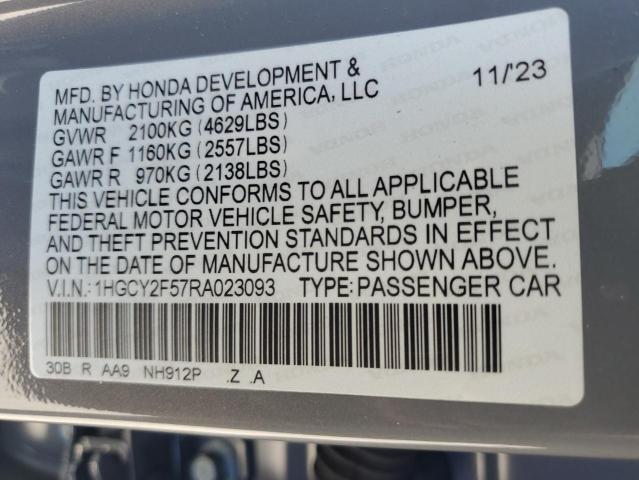 MFD. BY HONDA DEVELOPMENT & 11/'23
MANUFACTURING OF AMERICA, LLC
GVWR 2100KG (4629LBS)
GAWR F 1160KG (2557LBS)
GAWR R 970KG (2138LBS)
THIS VEHICLE CONFORMS TO ALL APPLICABLE
FEDERAL MOTOR VEHICLE SAFETY, BUMPER,
AND THEFT PREVENTION STANDARDS IN EFFECT
ON THE DATE OF MANUFACTURE SHOWN ABOVE.
V.I.N.: 1HGCY2F57RA023093 TYPE: PASSENGER CAR
30B R AA9 NH912P .Z .A